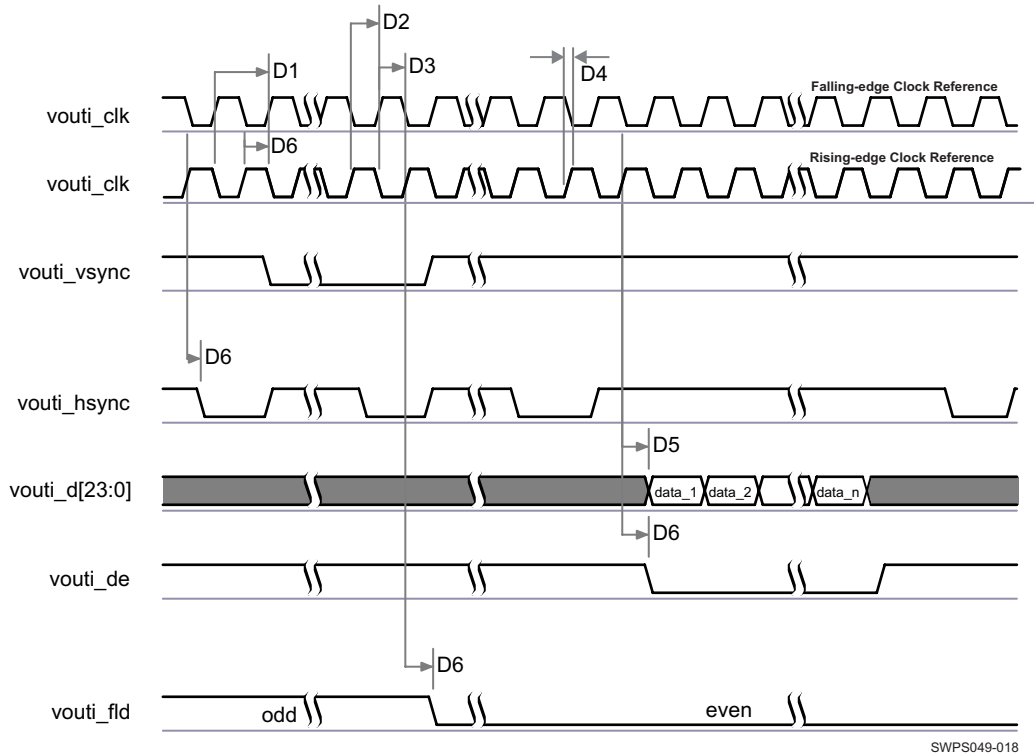 D2
D1
D3
D4
Falling-edge Clock Reference
vouti_clk
D6
Rising-edge Clock Reference
vouti_clk
vouti_vsync
D6
vouti_hsync
D5
vouti_d[23:0]
data_1 data_2 data_n
D6
vouti_de
D6
vouti_fld
odd
even
SWPS049-018